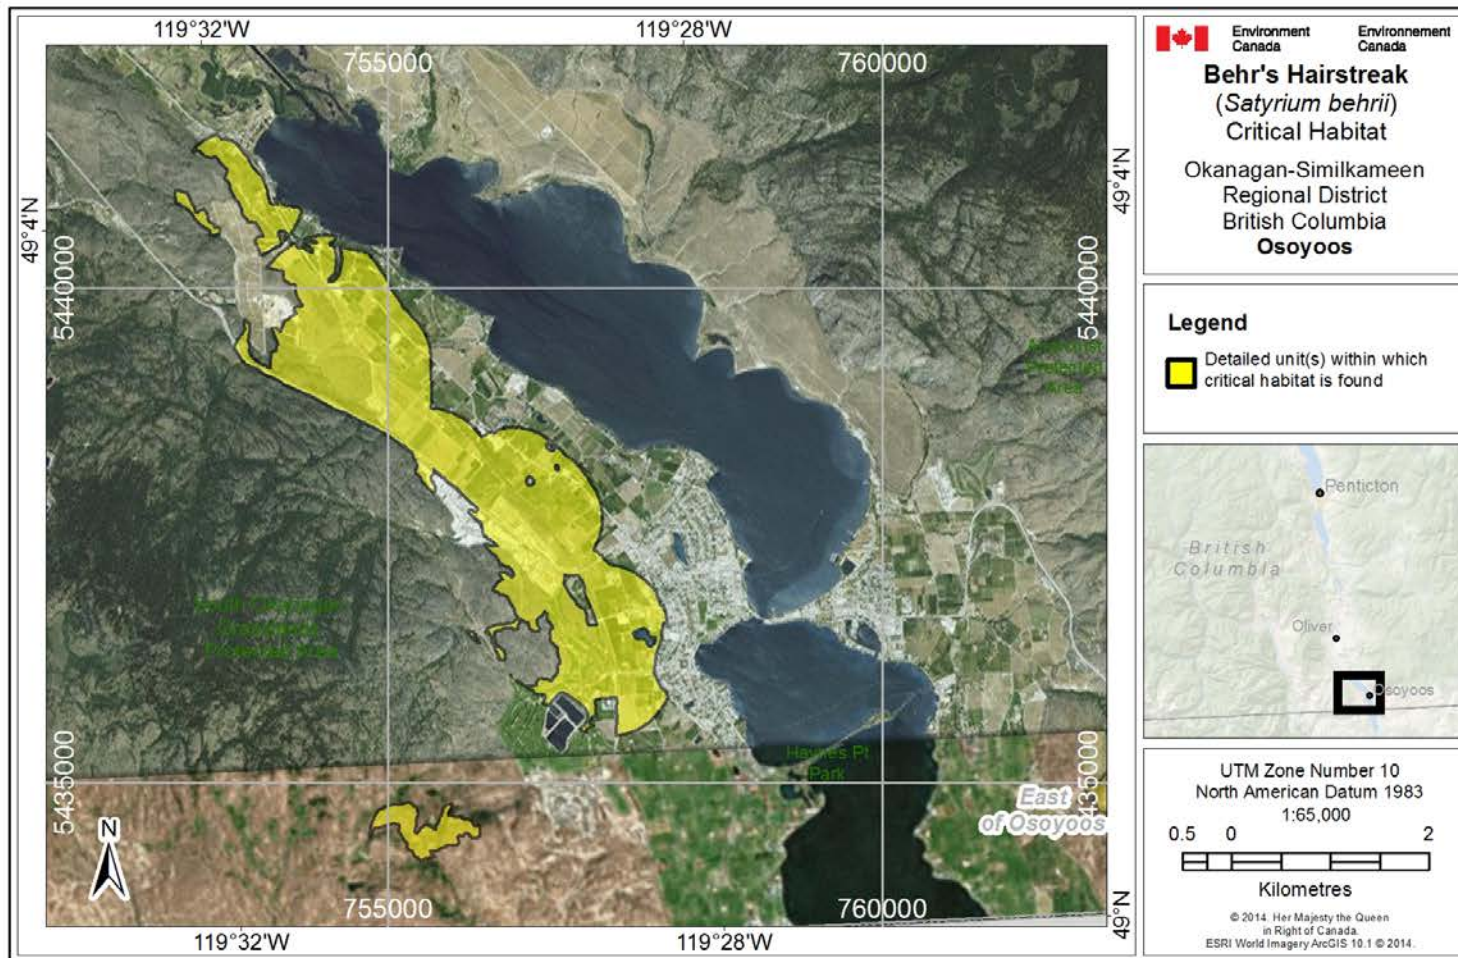 119°32'W
119°28'W
755000
760000
49°4'N
49°4'N
5440000
5440000
Protected
Area
South Okanagan
Grasslands
Protected Area
Haynes Pt
Park
5435000
5435000
East
of Osoyoos
N
755000
760000
49°N
119°32'W
119°28'W
Environment
Canada
Environnement
Canada
Behr's Hairstreak
(Satyrium behrii)
Critical Habitat
Okanagan-Similkameen
Regional District
British Columbia
Osoyoos
Legend
Detailed unit(s) within which
critical habitat is found
Penticton
British
Columbia
Oliver
Osoyoos
UTM Zone Number 10
North American Datum 1983
1:65,000
0.5 0 2
Kilometres
© 2014. Her Majesty the Queen
in Right of Canada.
ESRI World Imagery ArcGIS 10.1 © 2014.